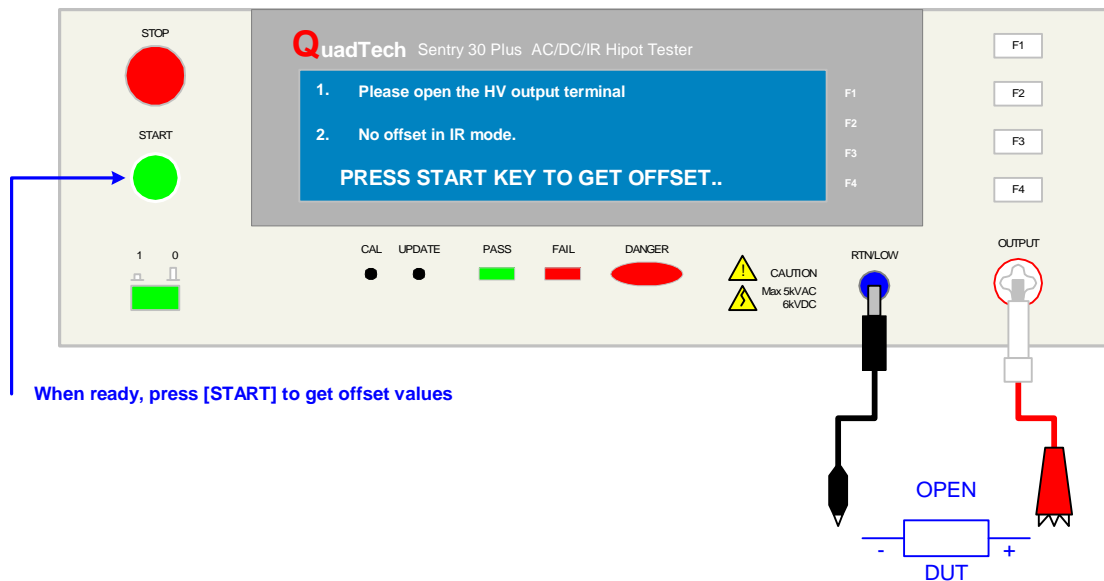 STOP
QuadTech Sentry 30 Plus AC/DC/IR Hipot Tester
F1
1. Please open the HV output terminal
F1
F2
F2
START
2. No offset in IR mode.
F3
F3
PRESS START KEY TO GET OFFSET..
F4
F4
1 0
CAL UPDATE PASS FAIL DANGER
RTN/LOW
OUTPUT
CAUTION
Max 5kVAC
6kVDC
When ready, press [START] to get offset values
OPEN
- +
DUT